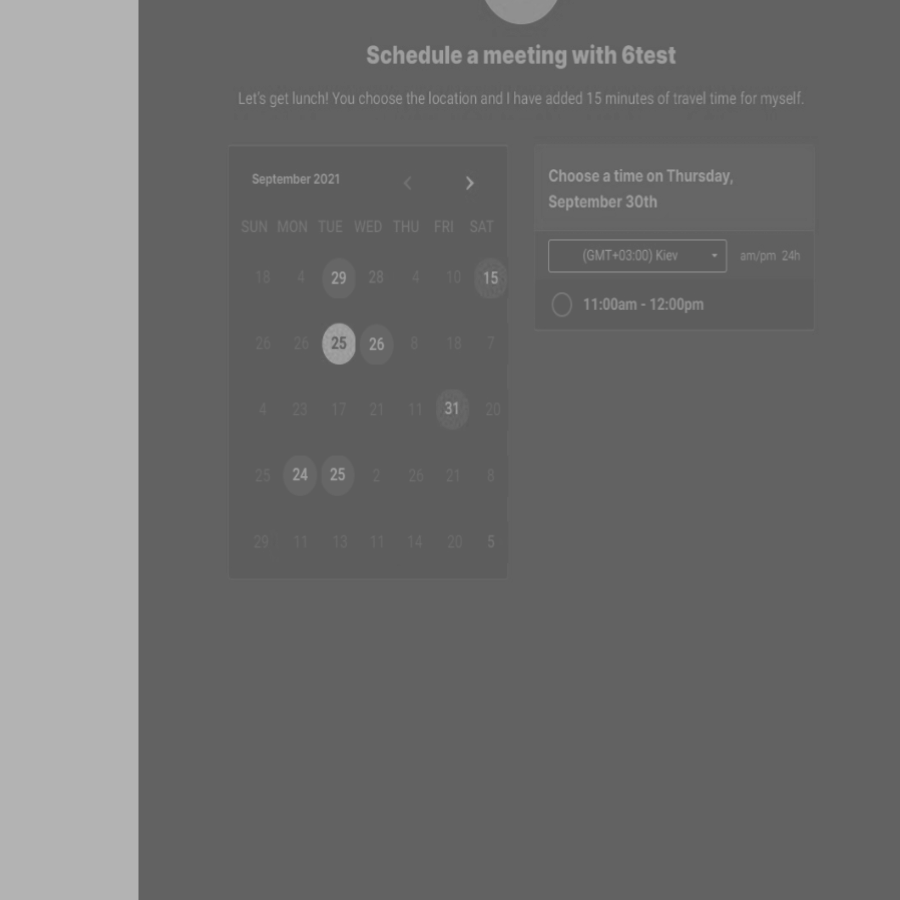 Schedule a meeting with 6test
Let's get lunch! You choose the location and I have added 15 minutes of travel time for myself.
September 2021
SUN MON TUE WED THU FRI SAT
18 4 29 28 4 10 15
26 26 25 26 8 18 7
4 23 17 21 11 31 20
25 24 25 2 26 21 8
29 11 13 11 14 20 5
Choose a time on Thursday,
September 30th
(GMT+03:00) Kiev am/pm 24h
11:00am - 12:00pm